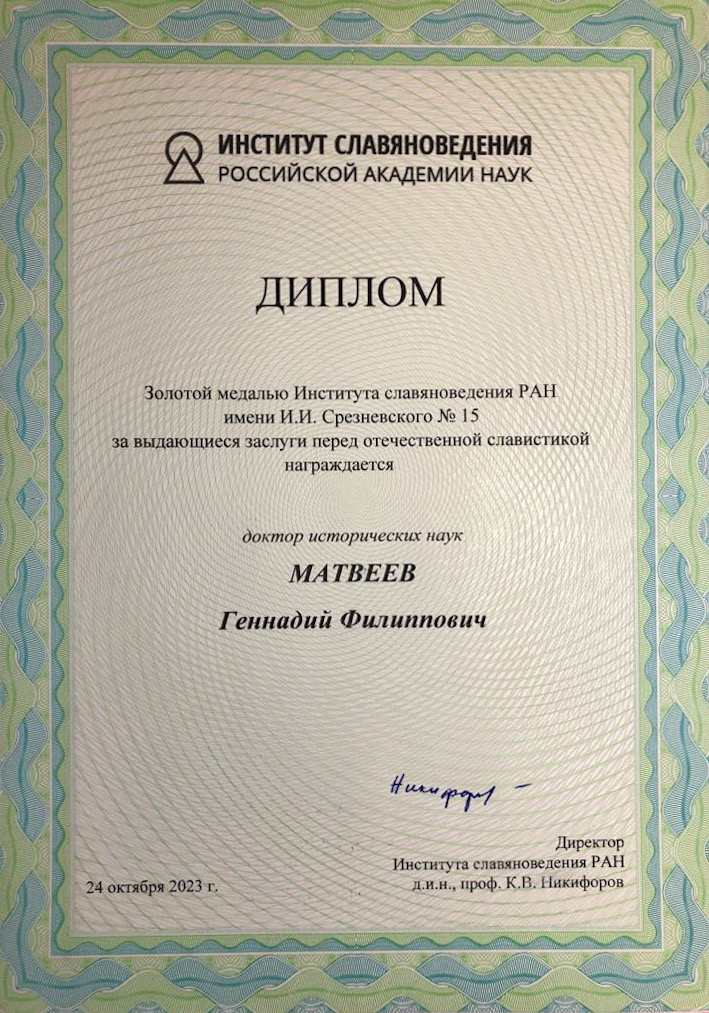 ИНСТИТУТ СЛАВЯНОВЕДЕНИЯ
РОССИЙСКОЙ АКАДЕМИИ НАУК
ДИПЛОМ
Золотой медалью Института славяноведения РАН
имени И.И. Срезневского № 15
за выдающиеся заслуги перед отечественной славистикой
награждается
доктор исторических наук
МАТВЕЕВ
Геннадий Филиппович
Никифоров
Директор
Института славяноведения РАН
24 октября 2023 г.
д.и.н., проф. К.В. Никифоров